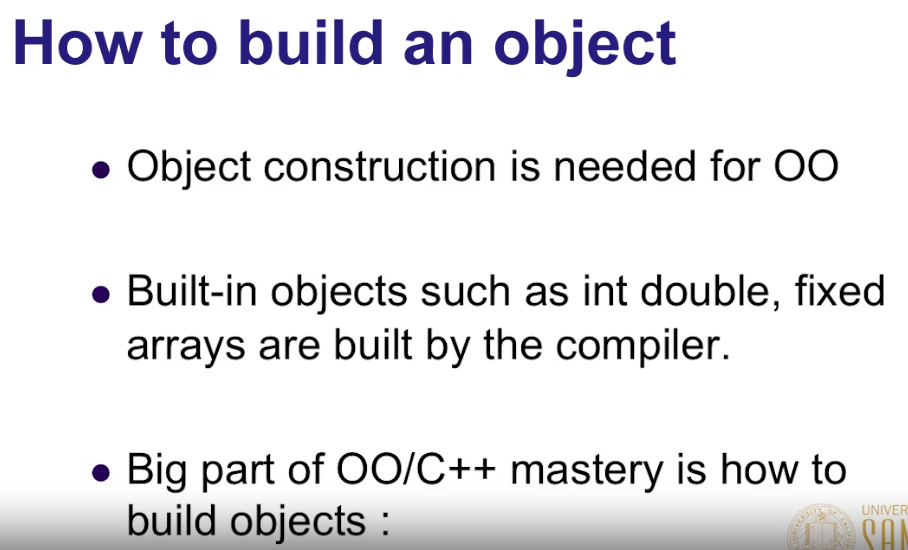 How to build an object
● Object construction is needed for OO
● Built-in objects such as int double, fixed
arrays are built by the compiler.
● Big part of OO/C++ mastery is how to
build objects :